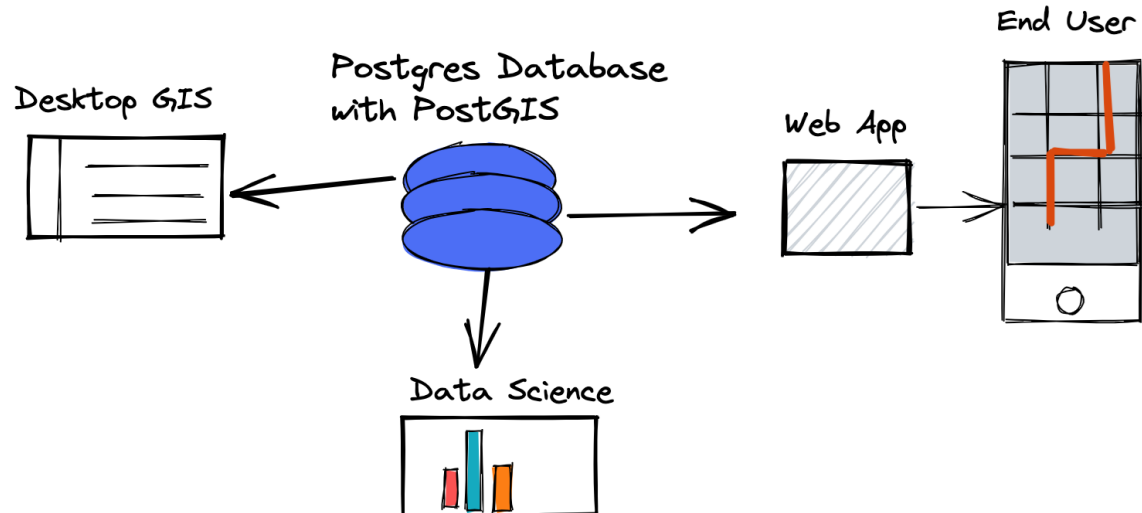 End User
Postgres Database
with PostGIS
Desktop GIS
Web App
Data Science